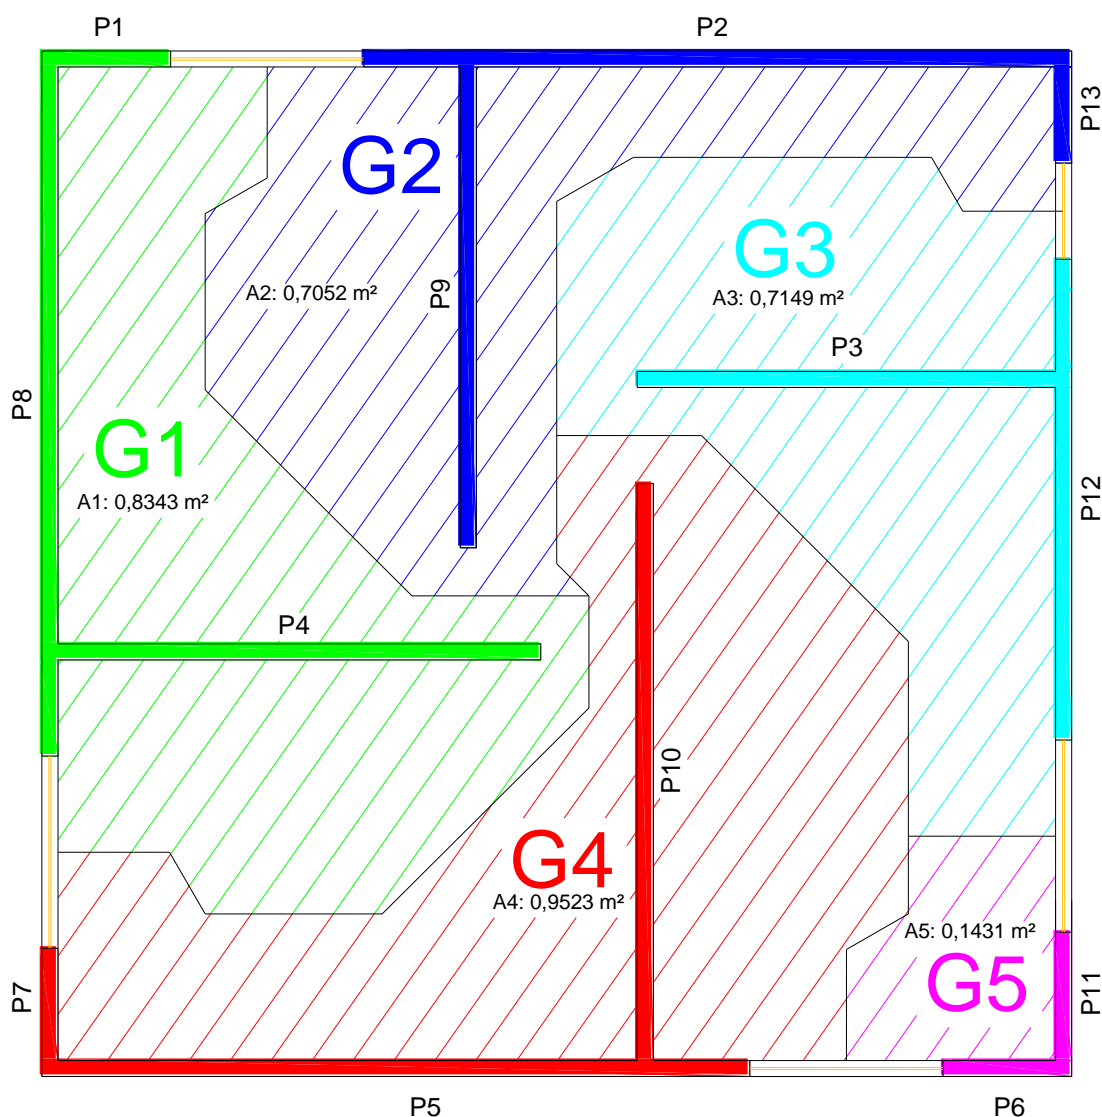 P1
P2
P13
G2
G3
A2: 0,7052 m²
P9
A3: 0,7149 m²
P3
P8
G1
A1: 0,8343 m²
P12
P4
P10
G4
A4: 0,9523 m²
A5: 0,1431 m²
G5
P7
P11
P5
P6